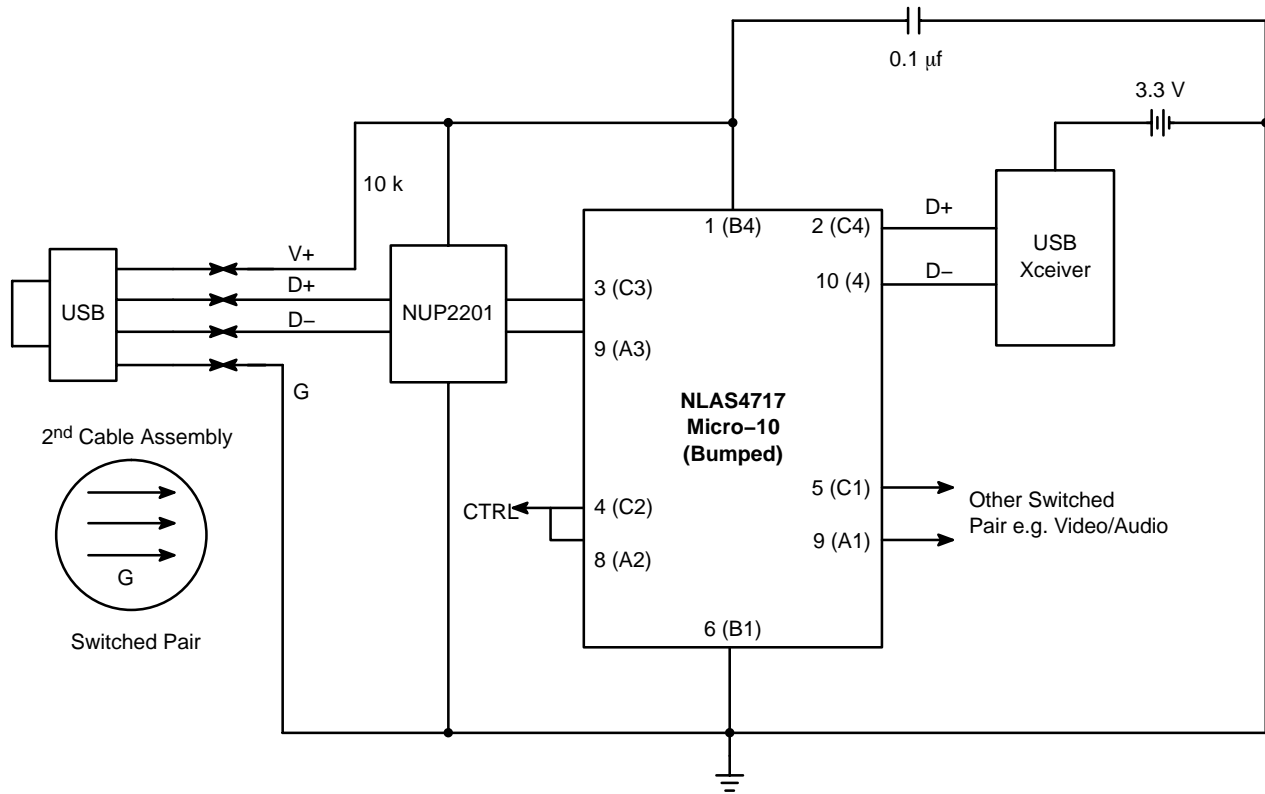 0.1 μf
3.3 V
10 k
1 (B4)
2 (C4)
D+
USB
Xceiver
V+
D+
3 (C3)
10 (4)
D−
USB
NUP2201
D−
9 (A3)
G
NLAS4717
Micro−10
(Bumped)
2nd Cable Assembly
5 (C1)
Other Switched
Pair e.g. Video/Audio
CTRL
4 (C2)
9 (A1)
8 (A2)
G
Switched Pair
6 (B1)